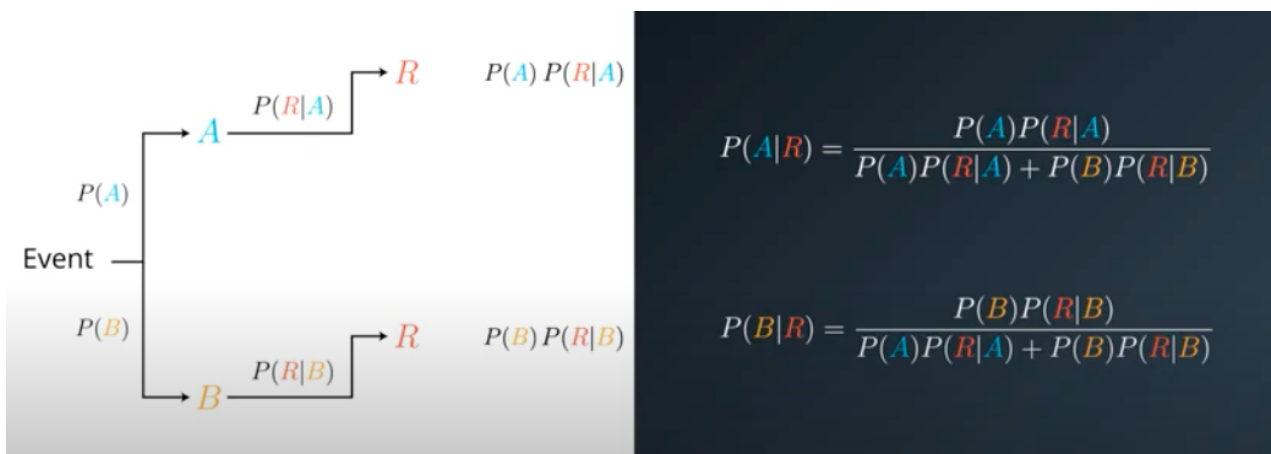 R P(A) P(R|A)
P(R|A)
A
P(A)
Event
P(B)
R P(B) P(R|B)
P(R|B)
B
P(A|R) = P(A)P(R|A) / P(A)P(R|A) + P(B)P(R|B)
P(B|R) = P(B)P(R|B) / P(A)P(R|A) + P(B)P(R|B)